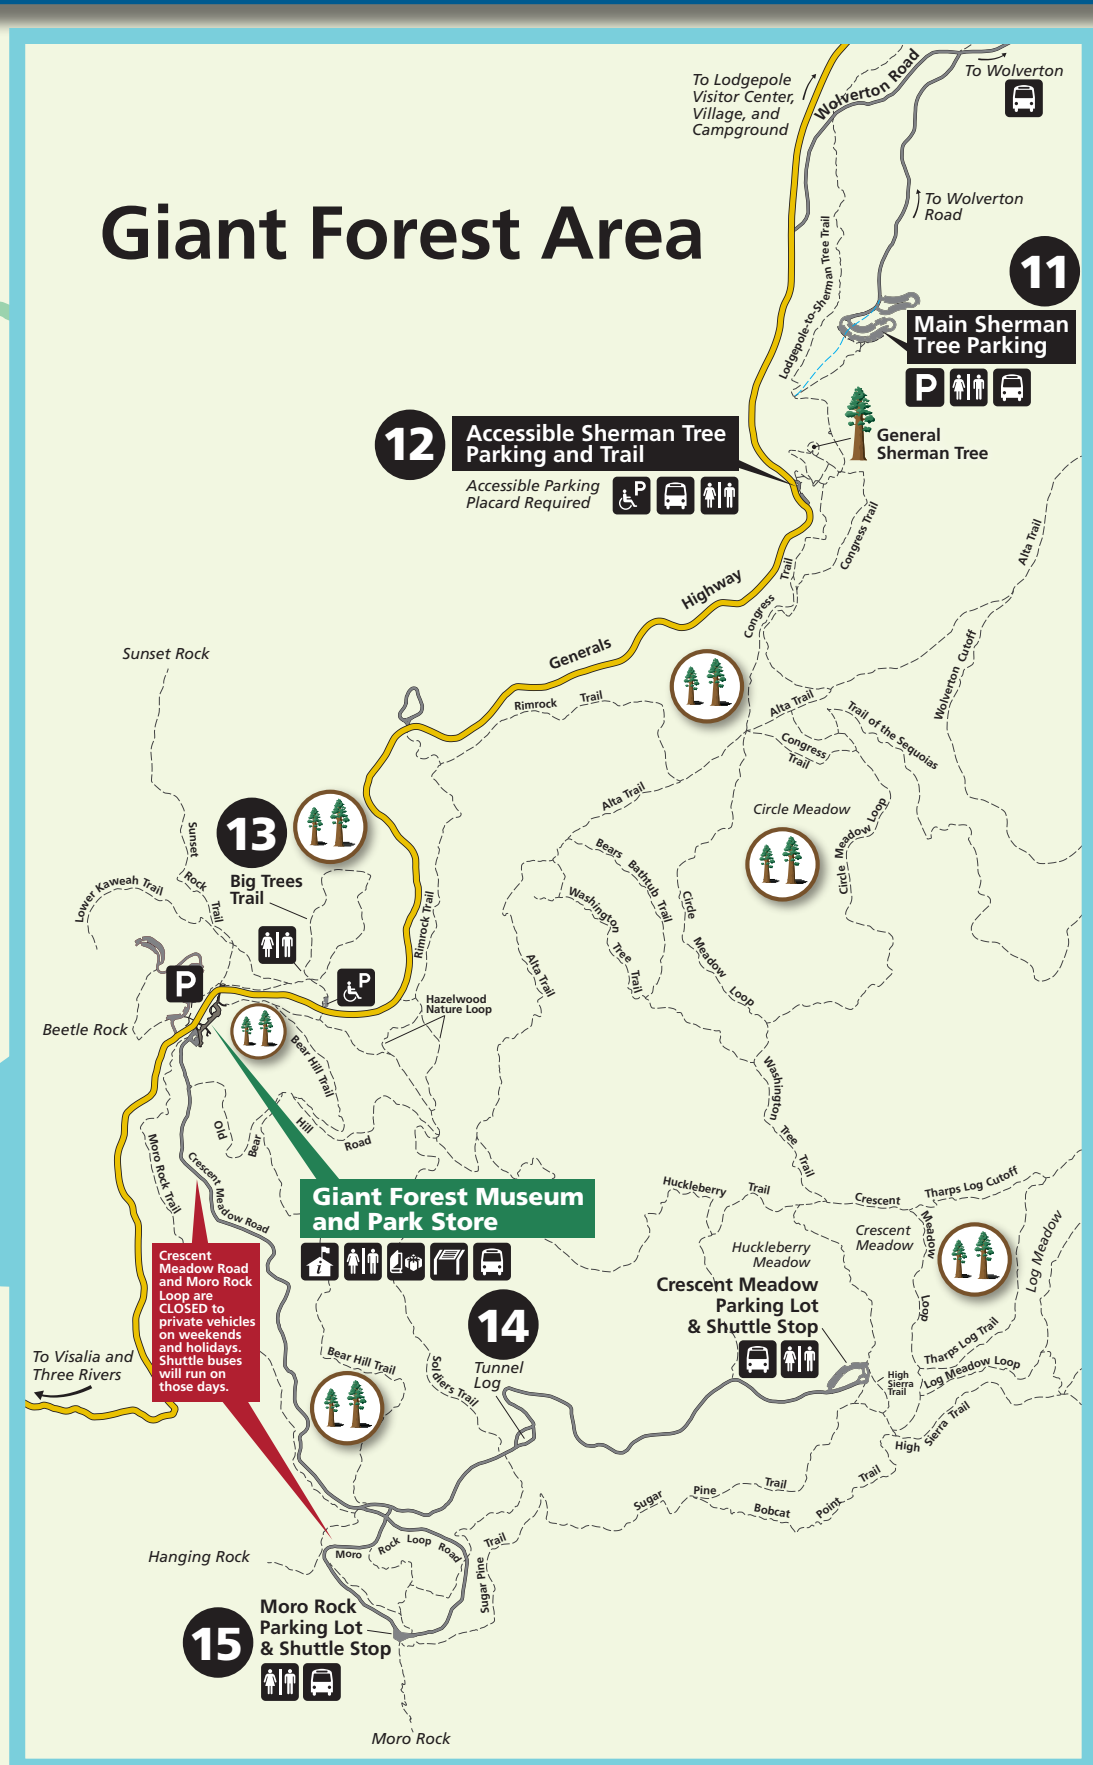 To Lodgepole
Visitor Center,
Village, and
Campground
Wolverton Road
To Wolverton
To Wolverton
Road
Giant Forest Area
Lodgepole-to-Sherman Tree Trail
11
Main Sherman
Tree Parking
P
General
Sherman Tree
12
Accessible Sherman Tree
Parking and Trail
Accessible Parking
Placard Required
P
Congress Trail
Alta Trail
Congress Trail
Generals Highway
Wolverton Cutoff
Sunset Rock
Rimrock Trail
Alta Trail
Trail of the Sequoias
Congress
Trail
Alta Trail
Circle Meadow
Circle Meadow Loop
13
Big Trees
Trail
Sunset Rock Trail
Lower Kaweah Trail
Rimrock Trail
Bears Bathtub Trail
Washington Tree Trail
Circle Meadow Loop
Alta Trail
P
P
Hazelwood
Nature Loop
Beetle Rock
Bear Hill Trail
Old Bear Hill Road
Washington Tree Trail
Moro Rock Trail
Crescent Meadow Road
Giant Forest Museum
and Park Store
i
Huckleberry Trail
Crescent Meadow Loop
Tharps Log Cutoff
Crescent
Meadow
Log Meadow
Huckleberry
Meadow
Crescent Meadow
Parking Lot
& Shuttle Stop
Crescent
Meadow Road
and Moro Rock
Loop are
CLOSED to
private vehicles
on weekends
and holidays.
Shuttle buses
will run on
those days.
14
Tunnel
Log
To Visalia and
Three Rivers
Bear Hill Trail
Soldiers Trail
Tharps Log Trail
Log Meadow Loop
High
Sierra
Trail
High Sierra Trail
Sugar Pine Trail
Bobcat Point Trail
Hanging Rock
Moro Rock Loop Road
Sugar Pine Trail
15
Moro Rock
Parking Lot
& Shuttle Stop
Moro Rock